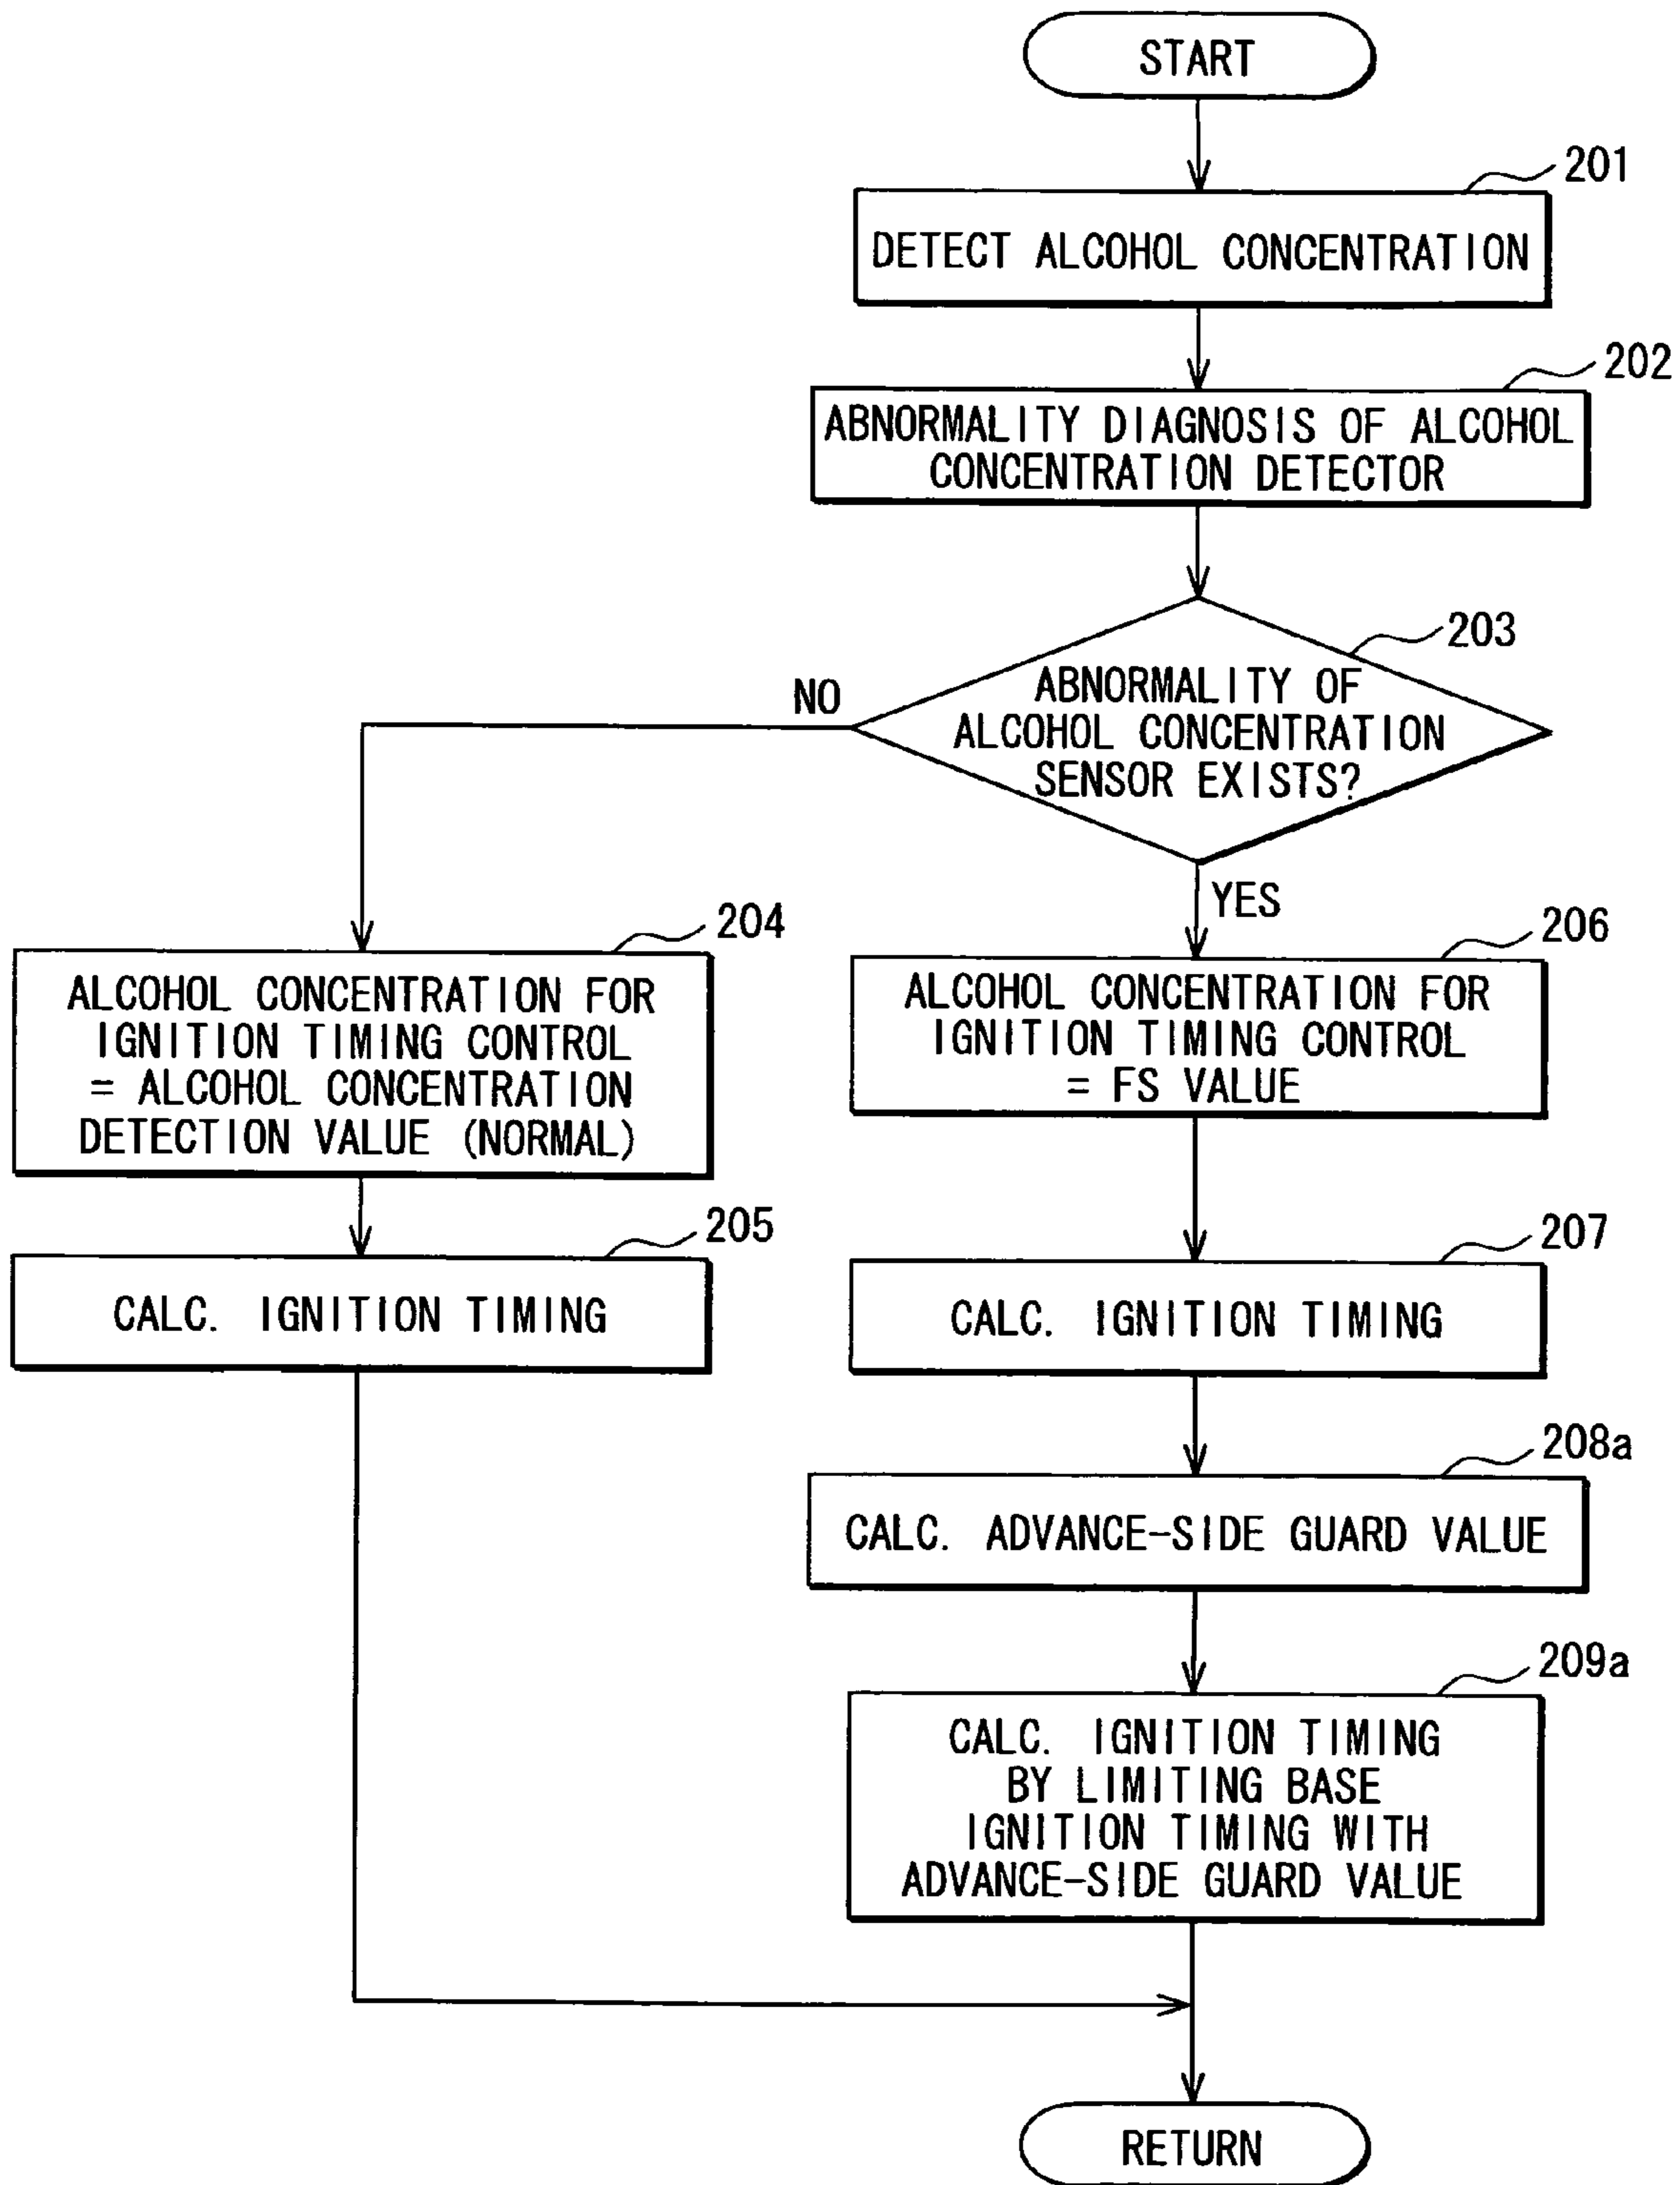 START
201
DETECT ALCOHOL CONCENTRATION
202
ABNORMALITY DIAGNOSIS OF ALCOHOL
CONCENTRATION DETECTOR
203
ABNORMALITY OF
ALCOHOL CONCENTRATION
SENSOR EXISTS?
NO
YES
204
ALCOHOL CONCENTRATION FOR
IGNITION TIMING CONTROL
= ALCOHOL CONCENTRATION
DETECTION VALUE (NORMAL)
205
CALC. IGNITION TIMING
206
ALCOHOL CONCENTRATION FOR
IGNITION TIMING CONTROL
= FS VALUE
207
CALC. IGNITION TIMING
208a
CALC. ADVANCE-SIDE GUARD VALUE
209a
CALC. IGNITION TIMING
BY LIMITING BASE
IGNITION TIMING WITH
ADVANCE-SIDE GUARD VALUE
RETURN